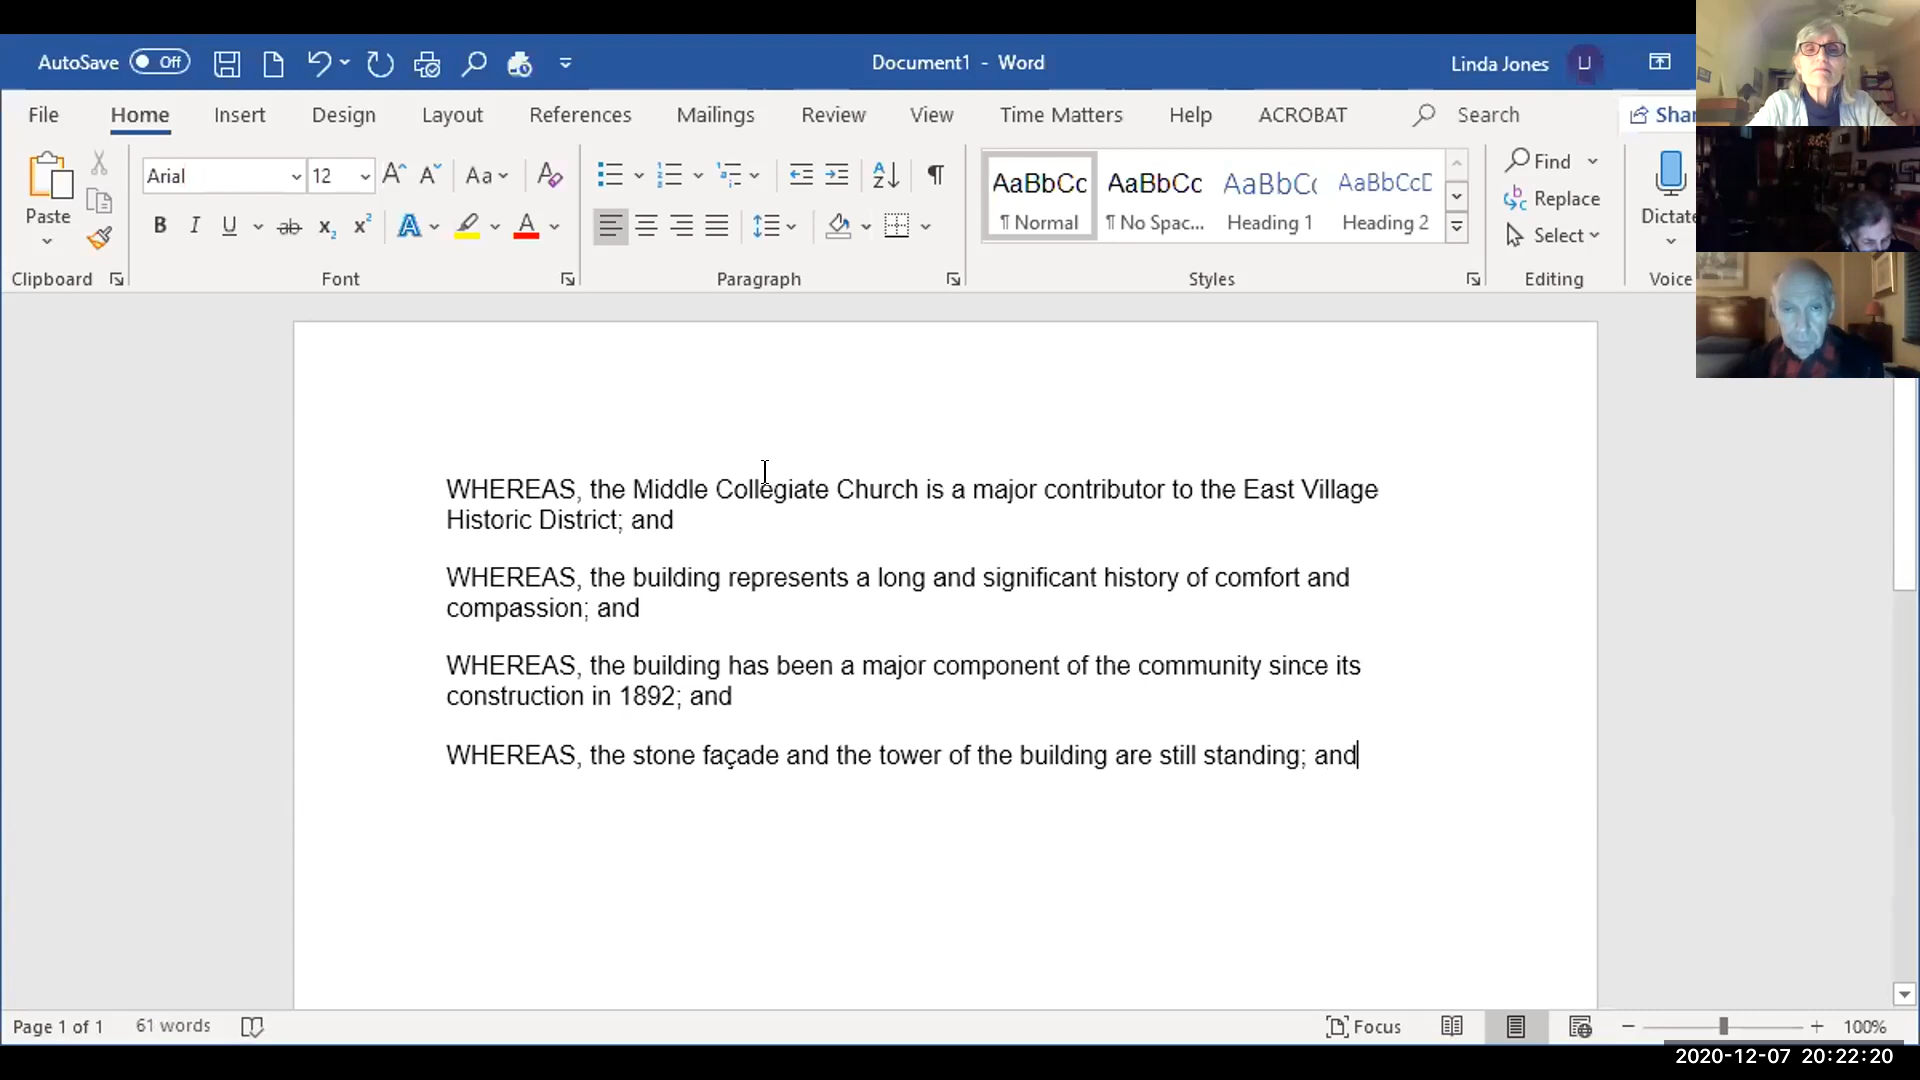 AutoSave Off Document1 - Word Linda Jones LJ
File Home Insert Design Layout References Mailings Review View Time Matters Help ACROBAT Search Shar
Paste Arial 12 A A Aa A ¶ AaBbCc AaBbCc AaBbC AaBbCcD Find
¶ Normal ¶ No Spac... Heading 1 Heading 2 Replace Dictate
B I U ab x₂ x² A A Select
Clipboard Font Paragraph Styles Editing Voice
WHEREAS, the Middle Collegiate Church is a major contributor to the East Village
Historic District; and
WHEREAS, the building represents a long and significant history of comfort and
compassion; and
WHEREAS, the building has been a major component of the community since its
construction in 1892; and
WHEREAS, the stone façade and the tower of the building are still standing; and
Page 1 of 1 61 words Focus 100%
2020-12-07 20:22:20